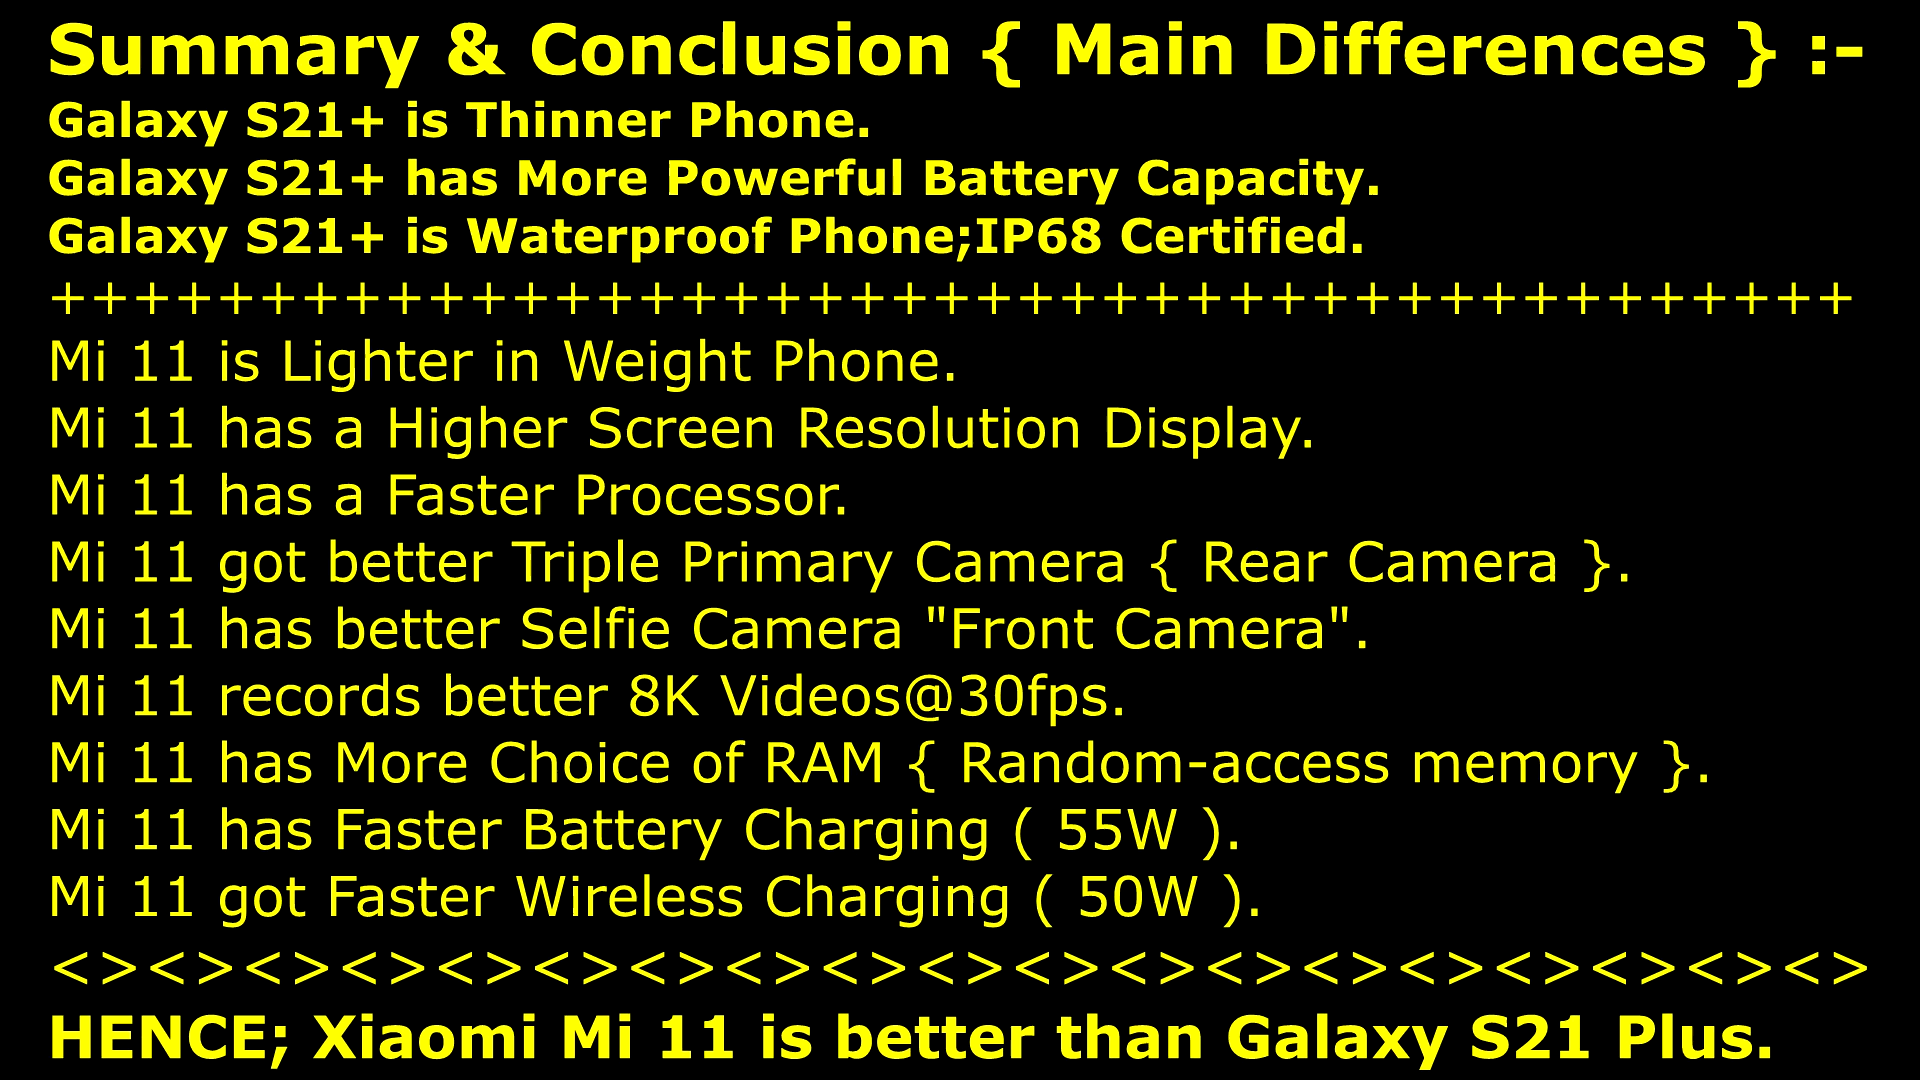 Summary & Conclusion { Main Differences } :-
Galaxy S21+ is Thinner Phone.
Galaxy S21+ has More Powerful Battery Capacity.
Galaxy S21+ is Waterproof Phone;IP68 Certified.
+++++++++++++++++++++++++++++++++++++++++++
Mi 11 is Lighter in Weight Phone.
Mi 11 has a Higher Screen Resolution Display.
Mi 11 has a Faster Processor.
Mi 11 got better Triple Primary Camera { Rear Camera }.
Mi 11 has better Selfie Camera "Front Camera".
Mi 11 records better 8K Videos@30fps.
Mi 11 has More Choice of RAM { Random-access memory }.
Mi 11 has Faster Battery Charging ( 55W ).
Mi 11 got Faster Wireless Charging ( 50W ).
<><><><><><><><><><><><><><><><><><><>
HENCE; Xiaomi Mi 11 is better than Galaxy S21 Plus.